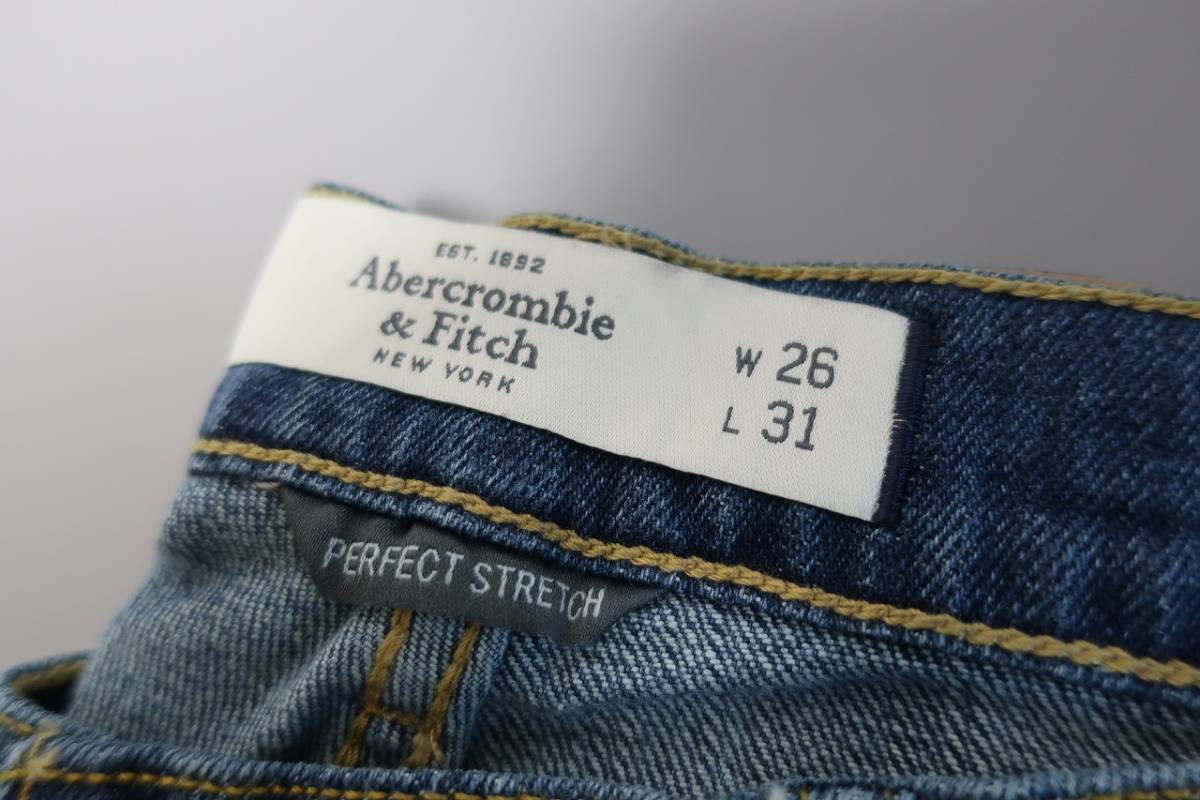 EST. 1892
Abercrombie
& Fitch
NEW YORK
W 26
L 31
PERFECT STRETCH